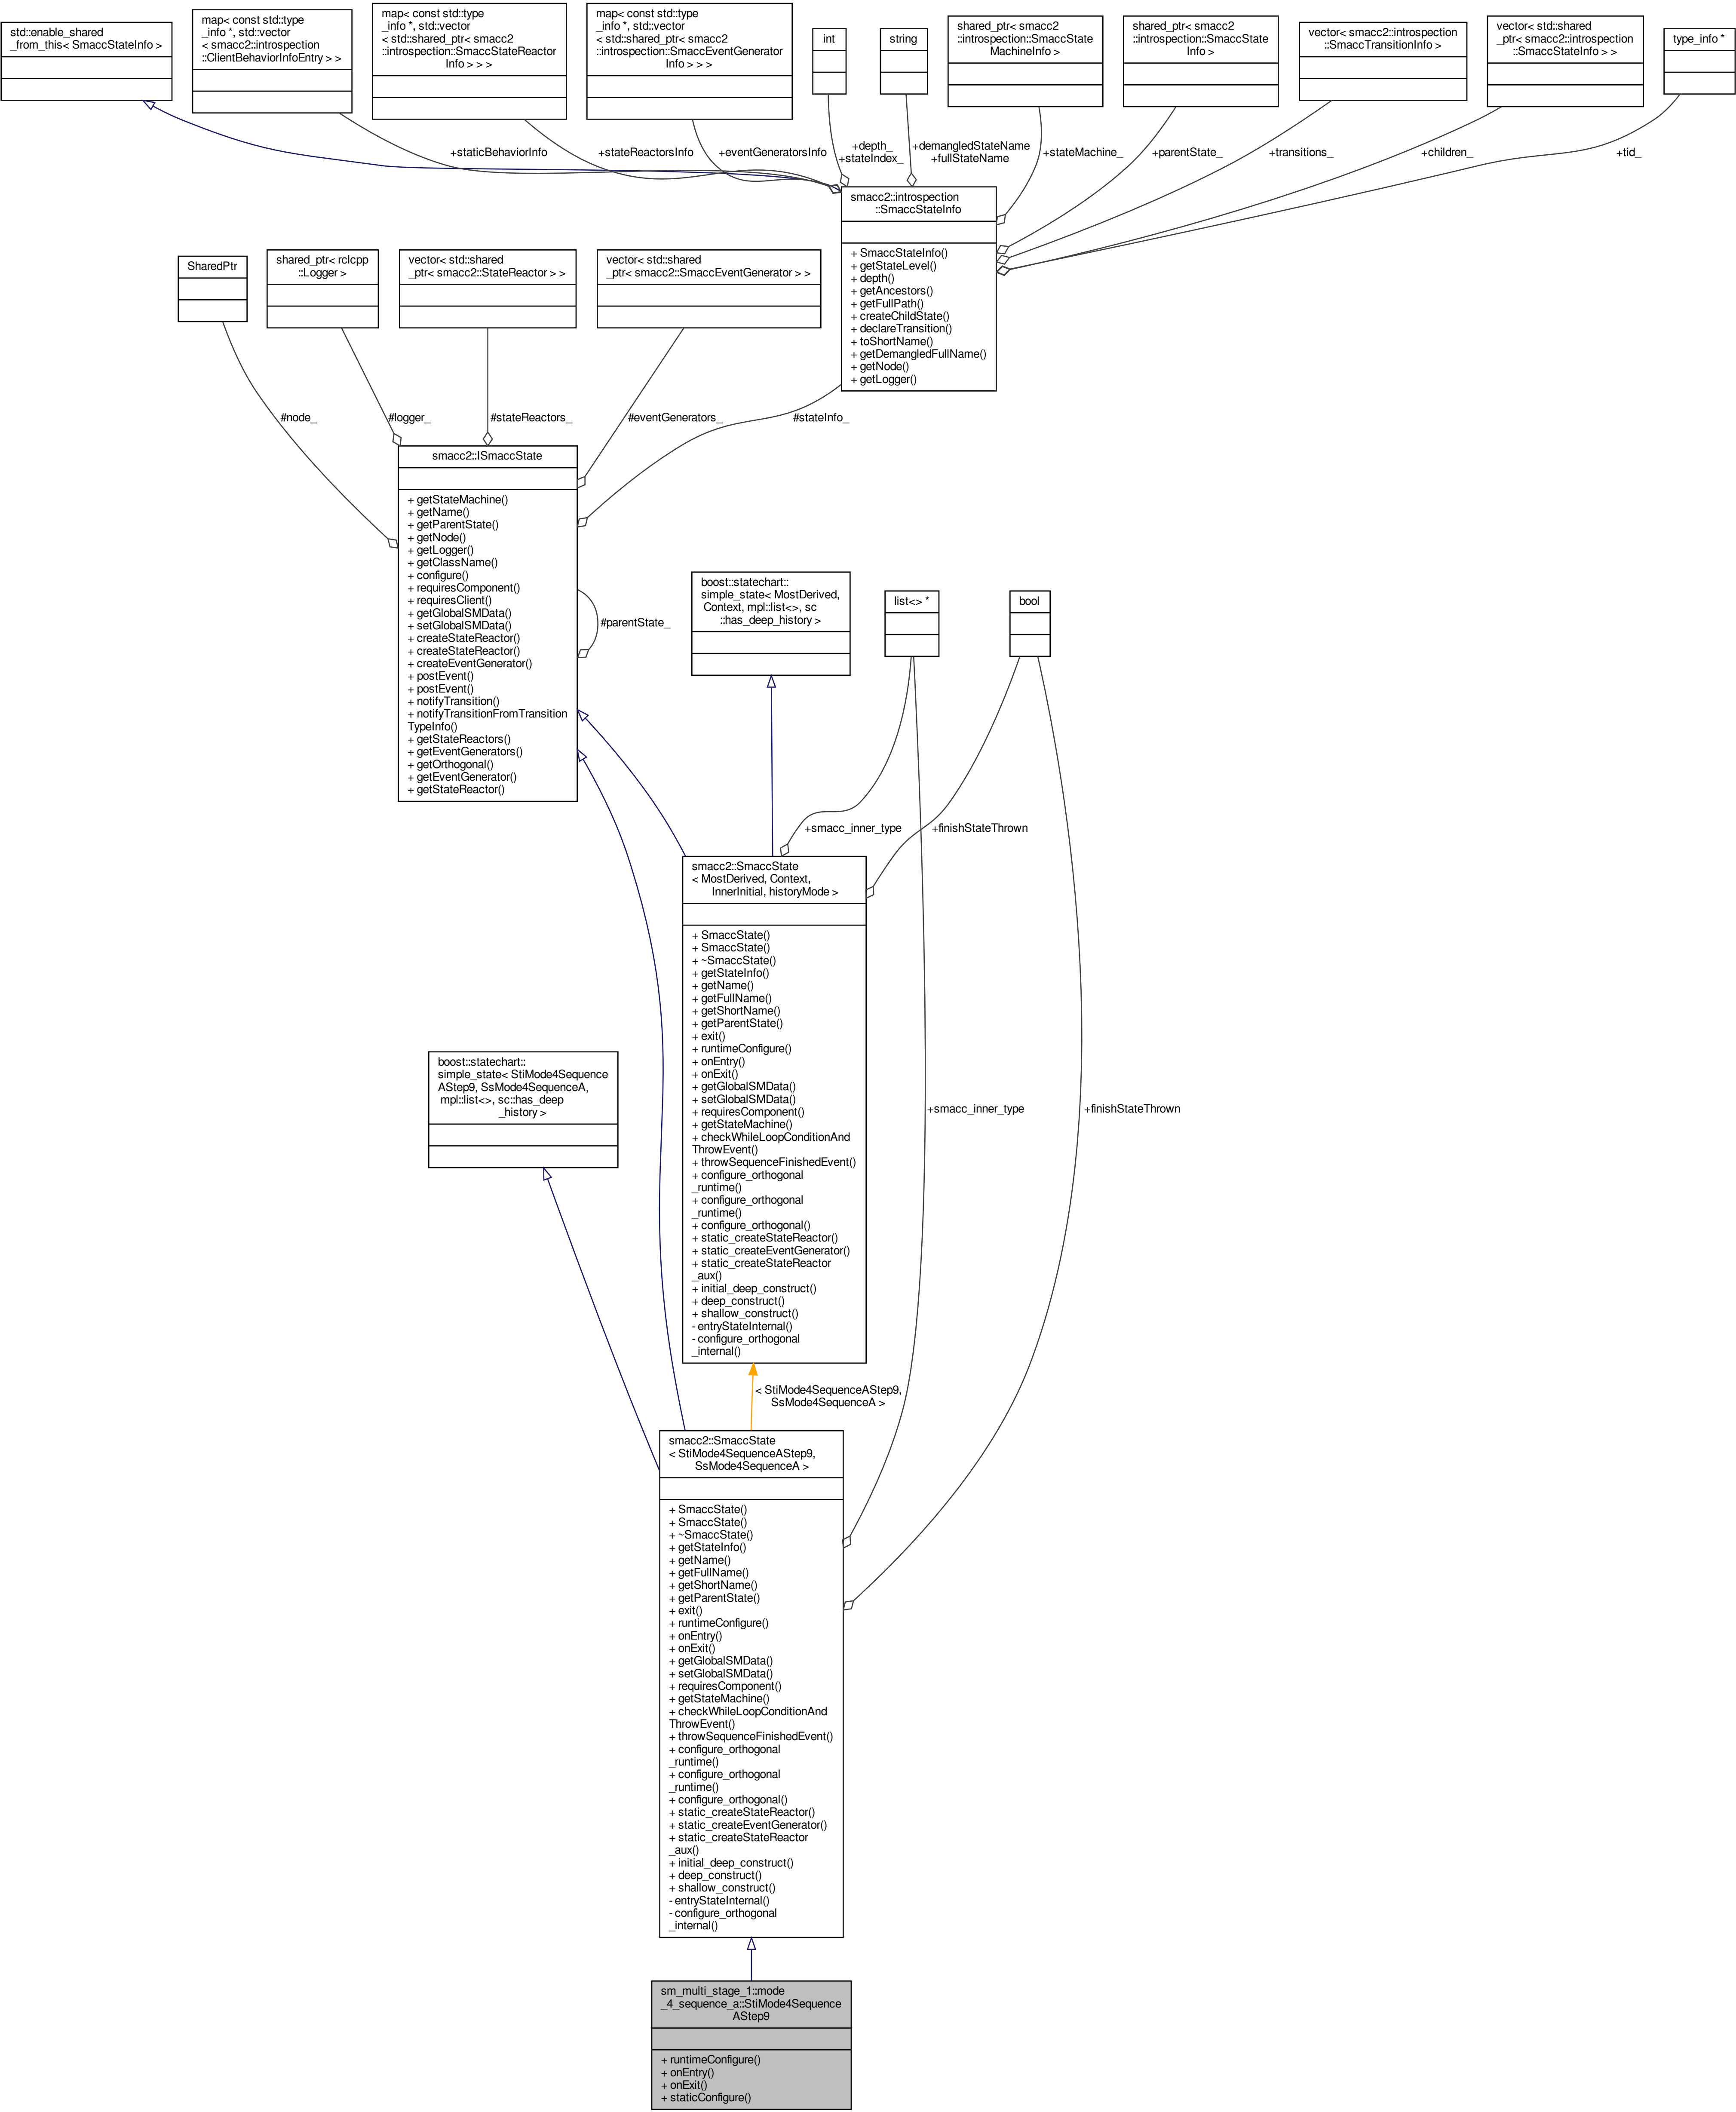 std::enable_shared
_from_this< SmaccStateInfo >
map< const std::type
_info *, std::vector
< smacc2::introspection
::ClientBehaviorInfoEntry > >
map< const std::type
_info *, std::vector
< std::shared_ptr< smacc2
::introspection::SmaccStateReactor
Info > > >
map< const std::type
_info *, std::vector
< std::shared_ptr< smacc2
::introspection::SmaccEventGenerator
Info > > >
int
string
shared_ptr< smacc2
::introspection::SmaccState
MachineInfo >
shared_ptr< smacc2
::introspection::SmaccState
Info >
vector< smacc2::introspection
::SmaccTransitionInfo >
vector< std::shared
_ptr< smacc2::introspection
::SmaccStateInfo > >
type_info *
+staticBehaviorInfo
+stateReactorsInfo
+eventGeneratorsInfo
+depth_
+stateIndex_
+demangledStateName
+fullStateName
+stateMachine_
+parentState_
+transitions_
+children_
+tid_
smacc2::introspection
::SmaccStateInfo
+ SmaccStateInfo()
+ getStateLevel()
+ depth()
+ getAncestors()
+ getFullPath()
+ createChildState()
+ declareTransition()
+ toShortName()
+ getDemangledFullName()
+ getNode()
+ getLogger()
SharedPtr
shared_ptr< rclcpp
::Logger >
vector< std::shared
_ptr< smacc2::StateReactor > >
vector< std::shared
_ptr< smacc2::SmaccEventGenerator > >
#node_
#logger_
#stateReactors_
#eventGenerators_
#stateInfo_
smacc2::ISmaccState
+ getStateMachine()
+ getName()
+ getParentState()
+ getNode()
+ getLogger()
+ getClassName()
+ configure()
+ requiresComponent()
+ requiresClient()
+ getGlobalSMData()
+ setGlobalSMData()
+ createStateReactor()
+ createStateReactor()
+ createEventGenerator()
+ postEvent()
+ postEvent()
+ notifyTransition()
+ notifyTransitionFromTransition
TypeInfo()
+ getStateReactors()
+ getEventGenerators()
+ getOrthogonal()
+ getEventGenerator()
+ getStateReactor()
#parentState_
boost::statechart::
simple_state< MostDerived,
Context, mpl::list<>, sc
::has_deep_history >
list<> *
bool
+smacc_inner_type
+finishStateThrown
smacc2::SmaccState
< MostDerived, Context,
InnerInitial, historyMode >
+ SmaccState()
+ SmaccState()
+ ~SmaccState()
+ getStateInfo()
+ getName()
+ getFullName()
+ getShortName()
+ getParentState()
+ exit()
+ runtimeConfigure()
+ onEntry()
+ onExit()
+ getGlobalSMData()
+ setGlobalSMData()
+ requiresComponent()
+ getStateMachine()
+ checkWhileLoopConditionAnd
ThrowEvent()
+ throwSequenceFinishedEvent()
+ configure_orthogonal
_runtime()
+ configure_orthogonal
_runtime()
+ configure_orthogonal()
+ static_createStateReactor()
+ static_createEventGenerator()
+ static_createStateReactor
_aux()
+ initial_deep_construct()
+ deep_construct()
+ shallow_construct()
- entryStateInternal()
- configure_orthogonal
_internal()
boost::statechart::
simple_state< StiMode4Sequence
AStep9, SsMode4SequenceA,
mpl::list<>, sc::has_deep
_history >
+smacc_inner_type
+finishStateThrown
< StiMode4SequenceAStep9,
SsMode4SequenceA >
smacc2::SmaccState
< StiMode4SequenceAStep9,
SsMode4SequenceA >
+ SmaccState()
+ SmaccState()
+ ~SmaccState()
+ getStateInfo()
+ getName()
+ getFullName()
+ getShortName()
+ getParentState()
+ exit()
+ runtimeConfigure()
+ onEntry()
+ onExit()
+ getGlobalSMData()
+ setGlobalSMData()
+ requiresComponent()
+ getStateMachine()
+ checkWhileLoopConditionAnd
ThrowEvent()
+ throwSequenceFinishedEvent()
+ configure_orthogonal
_runtime()
+ configure_orthogonal
_runtime()
+ configure_orthogonal()
+ static_createStateReactor()
+ static_createEventGenerator()
+ static_createStateReactor
_aux()
+ initial_deep_construct()
+ deep_construct()
+ shallow_construct()
- entryStateInternal()
- configure_orthogonal
_internal()
sm_multi_stage_1::mode
_4_sequence_a::StiMode4Sequence
AStep9
+ runtimeConfigure()
+ onEntry()
+ onExit()
+ staticConfigure()